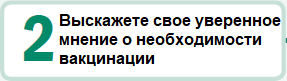 2 Выскажете свое уверенное
мнение о необходимости
вакцинации